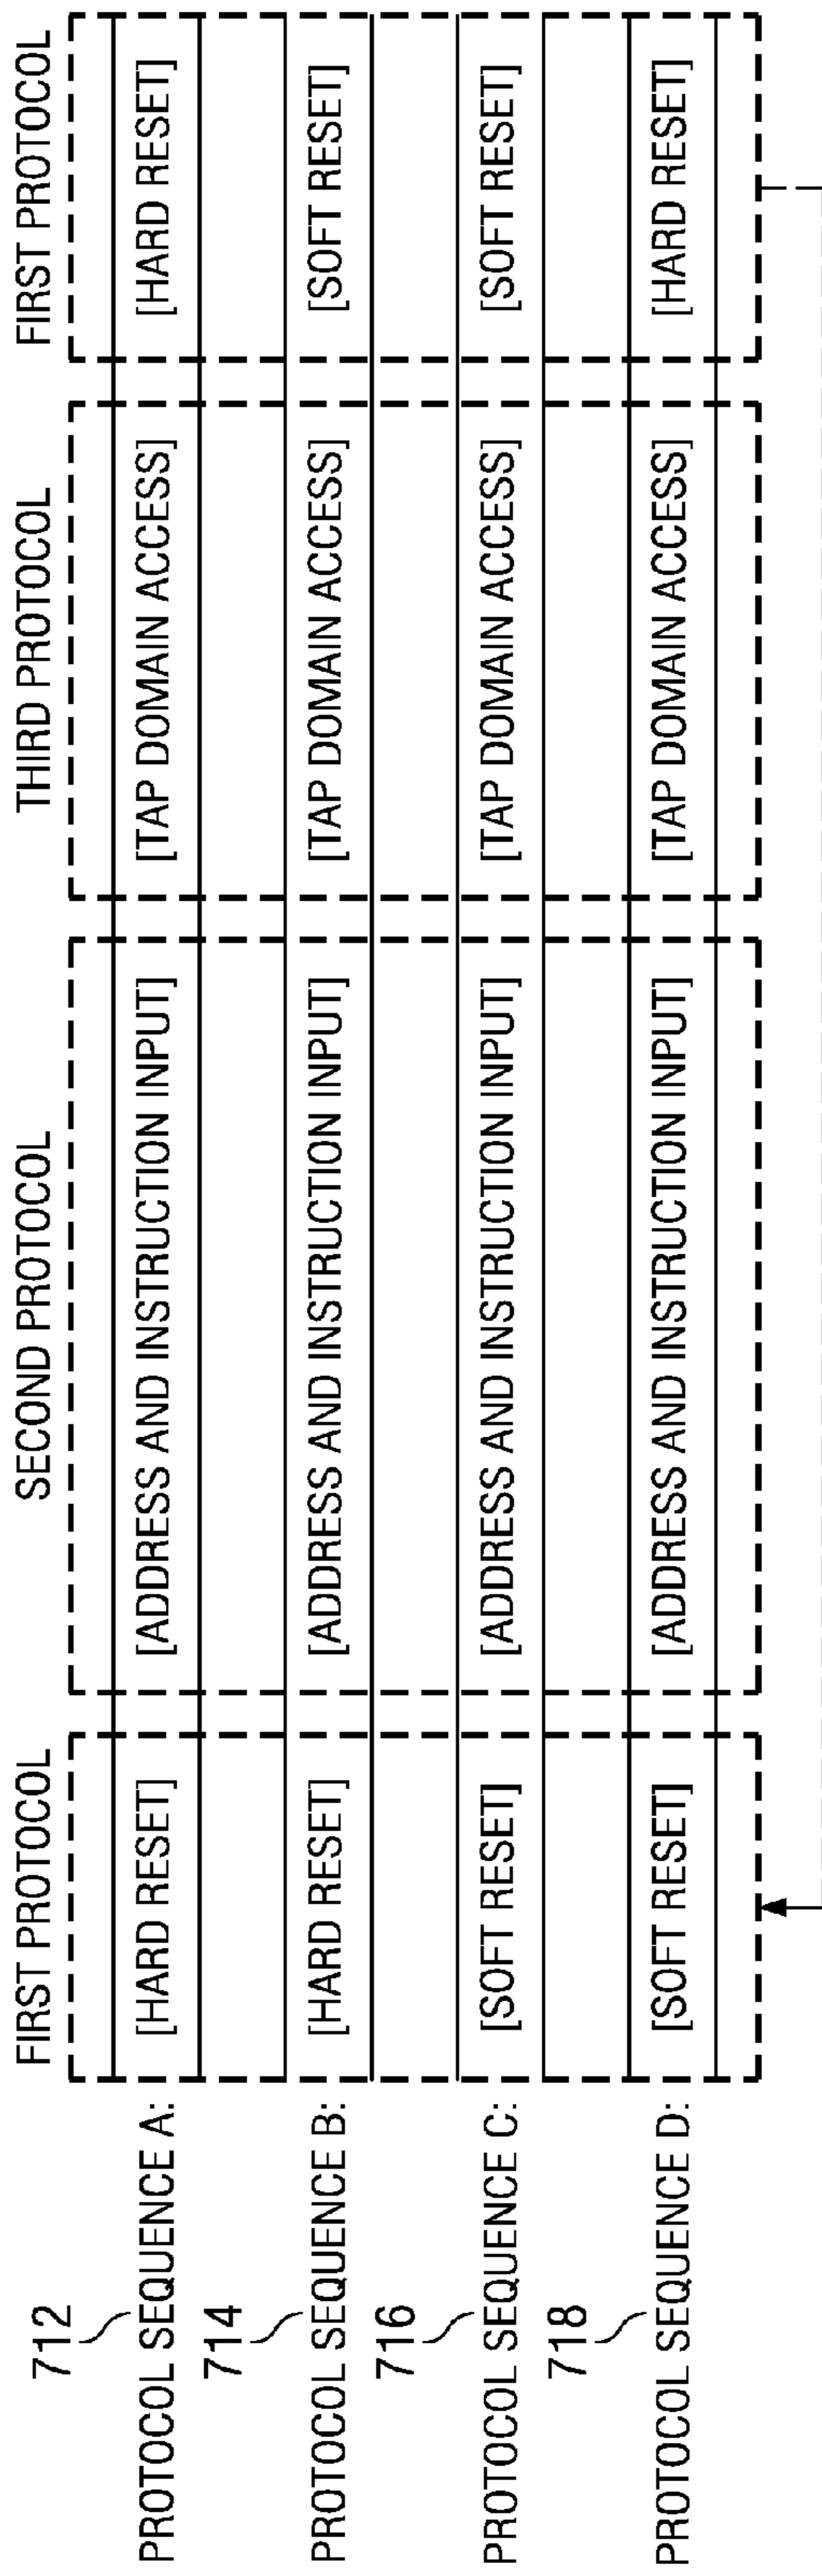 FIRST PROTOCOL SECOND PROTOCOL THIRD PROTOCOL FIRST PROTOCOL
712
PROTOCOL SEQUENCE A: [HARD RESET] [ADDRESS AND INSTRUCTION INPUT] [TAP DOMAIN ACCESS] [HARD RESET]
714
PROTOCOL SEQUENCE B: [HARD RESET] [ADDRESS AND INSTRUCTION INPUT] [TAP DOMAIN ACCESS] [SOFT RESET]
716
PROTOCOL SEQUENCE C: [SOFT RESET] [ADDRESS AND INSTRUCTION INPUT] [TAP DOMAIN ACCESS] [SOFT RESET]
718
PROTOCOL SEQUENCE D: [SOFT RESET] [ADDRESS AND INSTRUCTION INPUT] [TAP DOMAIN ACCESS] [HARD RESET]